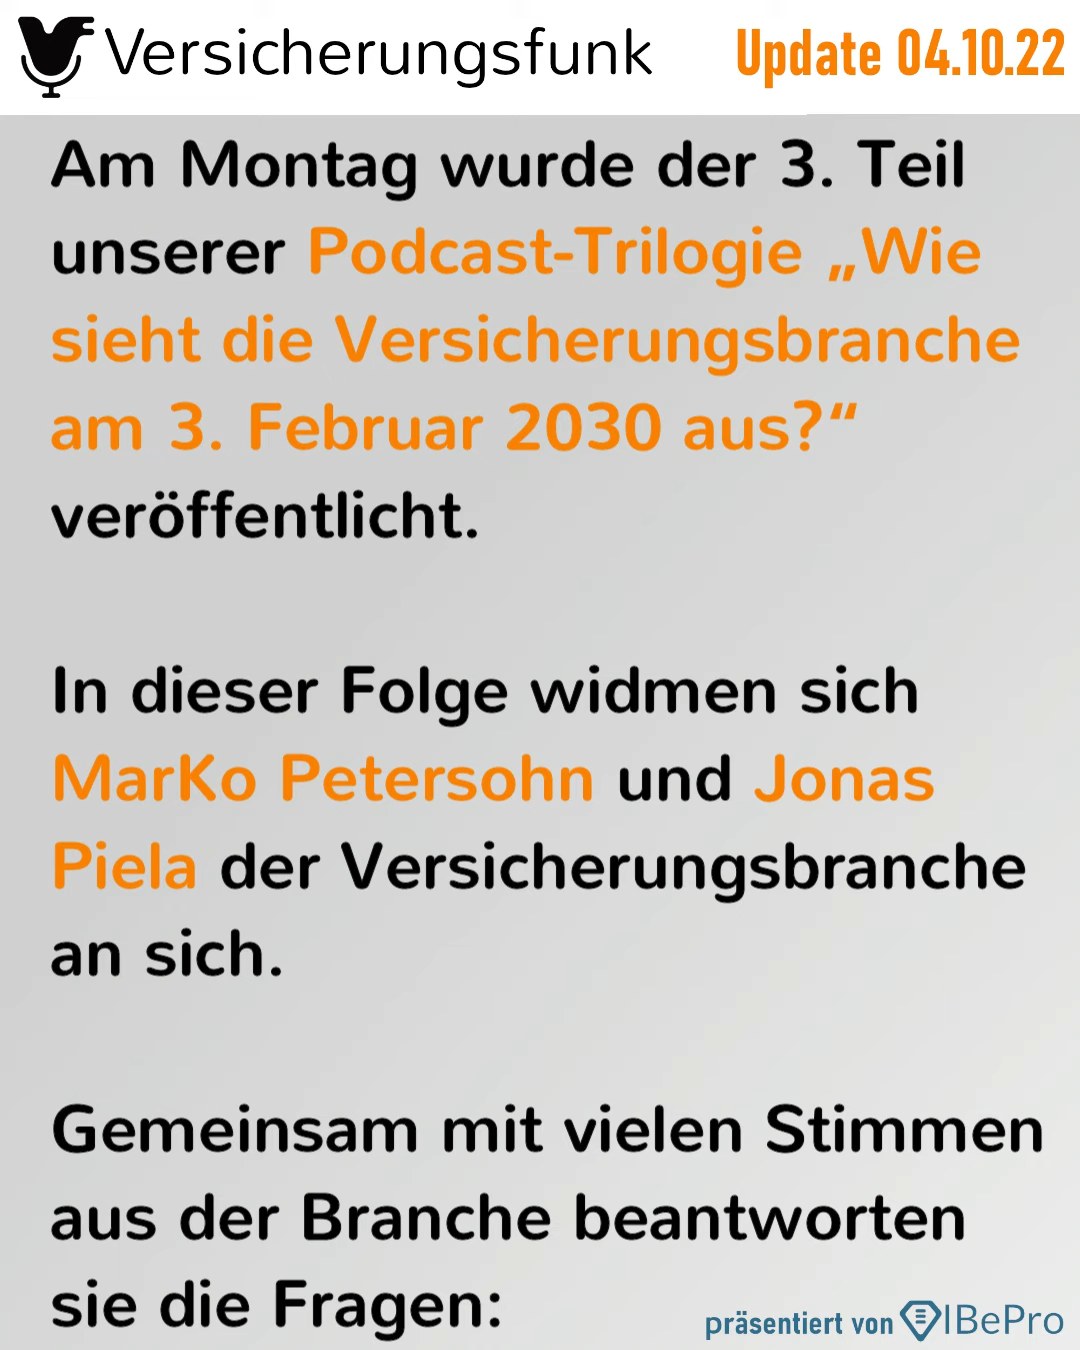 Versicherungsfunk Update 04.10.22
Am Montag wurde der 3. Teil
unserer Podcast-Trilogie „Wie
sieht die Versicherungsbranche
am 3. Februar 2030 aus?“
veröffentlicht.
In dieser Folge widmen sich
MarKo Petersohn und Jonas
Piela der Versicherungsbranche
an sich.
Gemeinsam mit vielen Stimmen
aus der Branche beantworten
sie die Fragen:
präsentiert von IBePro